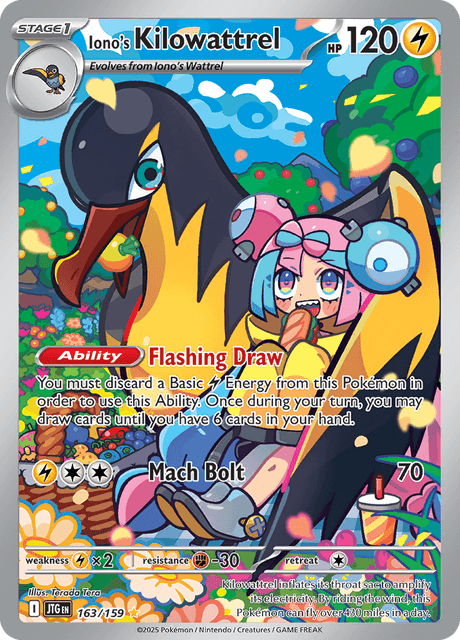 STAGE1 Iono's Kilowattrel HP 120
Evolves from Iono's Wattrel
Ability Flashing Draw
You must discard a Basic Energy from this Pokémon in
order to use this Ability. Once during your turn, you may
draw cards until you have 6 cards in your hand.
Mach Bolt 70
weakness ×2 resistance -30 retreat
Illus. Terada Tera
I JTG EN 163/159
Kilowattrel inflates its throat sac to amplify
its electricity. By riding the wind, this
Pokémon can fly over 430 miles in a day.
©2025 Pokémon / Nintendo / Creatures / GAME FREAK